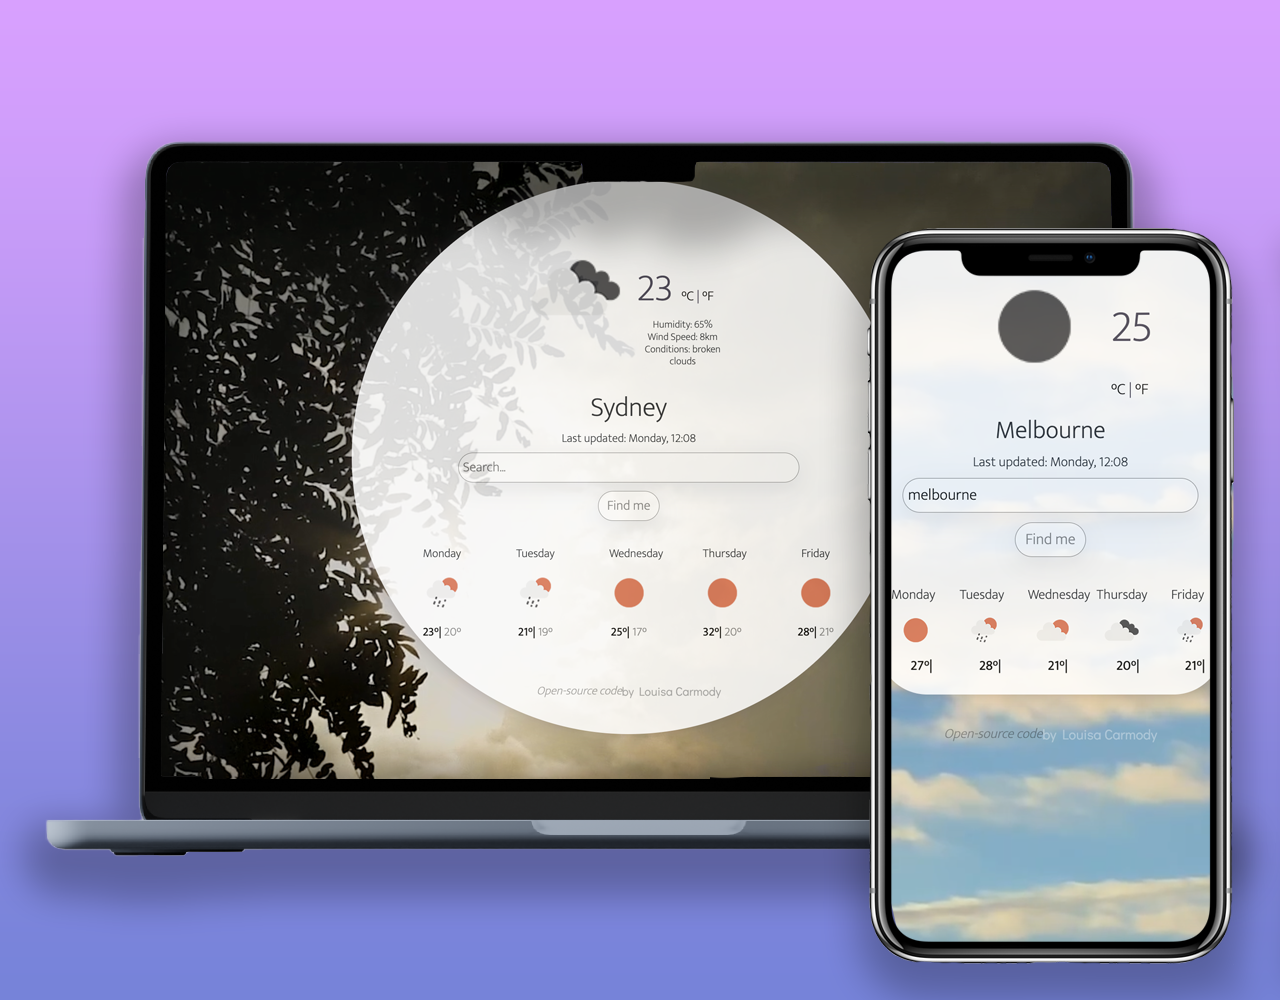 23 ºC | ºF
Humidity: 65%
Wind Speed: 8km
Conditions: broken
clouds
Sydney
Last updated: Monday, 12:08
Search...
Find me
Monday Tuesday Wednesday Thursday Friday
23º| 20º 21º| 19º 25º| 17º 32º| 20º 28º| 21º
Open-source code by Louisa Carmody
25
ºC | ºF
Melbourne
Last updated: Monday, 12:08
melbourne
Find me
Monday Tuesday Wednesday Thursday Friday
27º| 28º| 21º| 20º| 21º|
Open-source code by Louisa Carmody